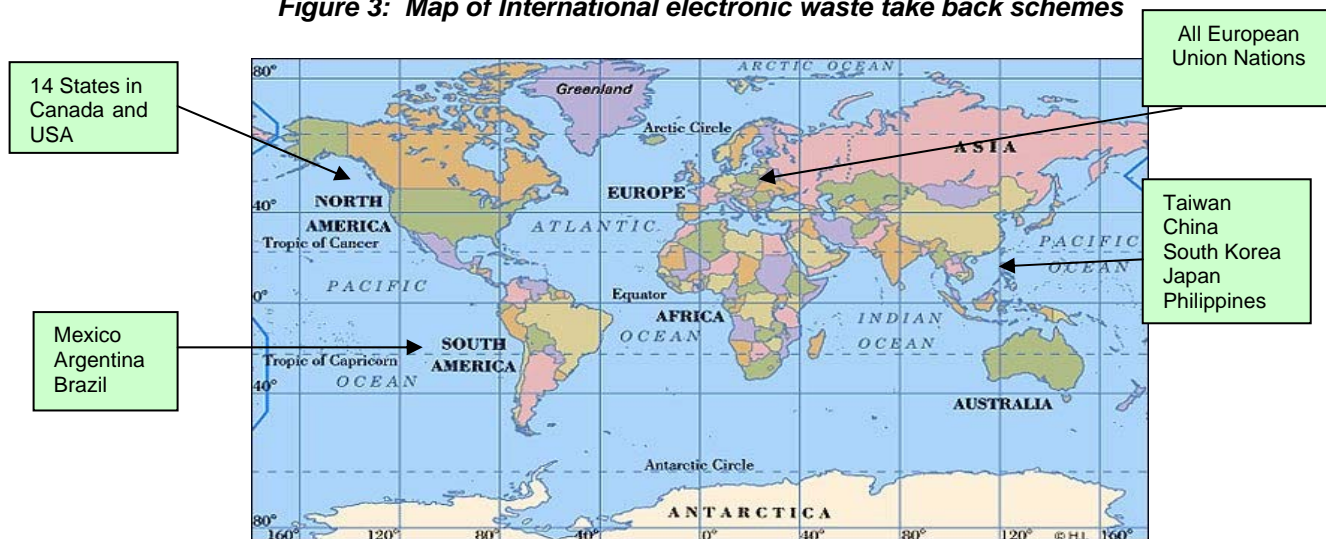 Figure 3: Map of International electronic waste take back schemes
All European
Union Nations
14 States in
Canada and
USA
Taiwan
China
South Korea
Japan
Philippines
Mexico
Argentina
Brazil
80°
ARCTIC OCEAN
Greenland
Arctic Circle
ASIA
EUROPE
NORTH
AMERICA
40°
ATLANTIC
Tropic of Cancer
PACIFIC
OCEAN
PACIFIC
Equator
0°
AFRICA
OCEAN
INDIAN
OCEAN
SOUTH
AMERICA
Tropic of Capricorn
OCEAN
40°
AUSTRALIA
Antarctic Circle
ANTARCTICA
80°
160° 120° 80° 40° 0° 40° 80° 120° ©H.I. 160°